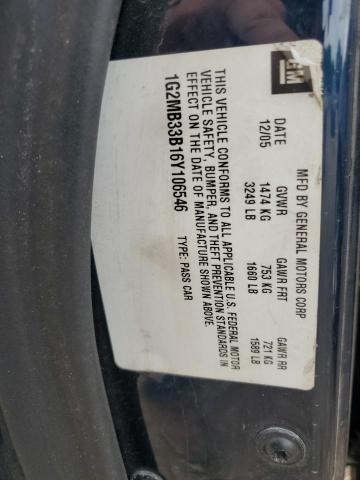 GM
MFD BY GENERAL MOTORS CORP
DATE GVWR GAWR FRT GAWR RR
12/05 1474 KG 753 KG 721 KG
3249 LB 1660 LB 1589 LB
THIS VEHICLE CONFORMS TO ALL APPLICABLE U.S. FEDERAL MOTOR
VEHICLE SAFETY, BUMPER, AND THEFT PREVENTION STANDARDS IN
EFFECT ON THE DATE OF MANUFACTURE SHOWN ABOVE.
1G2MB33B16Y106546 TYPE: PASS CAR